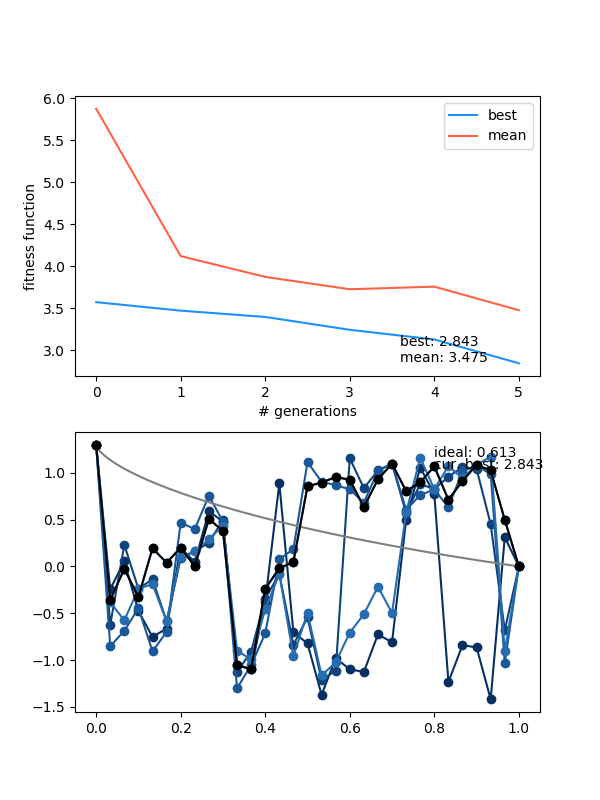 6.0
5.5
5.0
4.5
4.0
3.5
3.0
fitness function
best
mean
best: 2.843
mean: 3.475
0 1 2 3 4 5
# generations
ideal: 0.613
cur. best: 2.843
1.0
0.5
0.0
−0.5
−1.0
−1.5
0.0 0.2 0.4 0.6 0.8 1.0